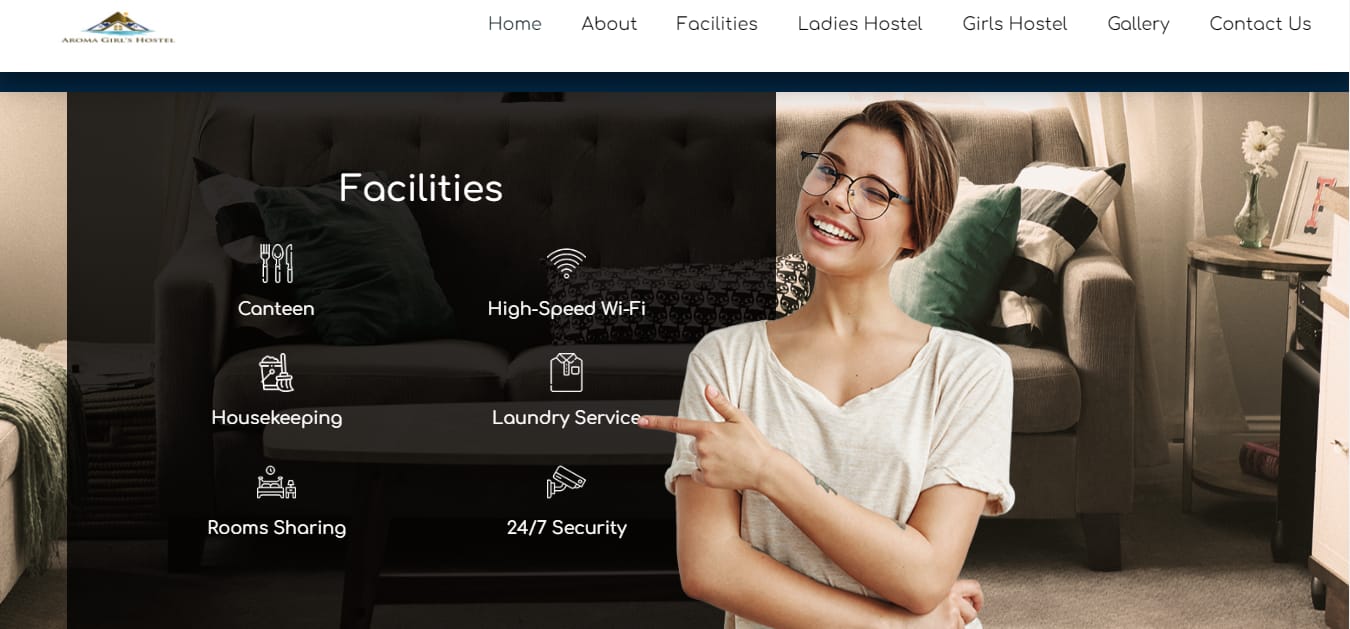 AROMA GIRL'S HOSTEL
Home About Facilities Ladies Hostel Girls Hostel Gallery Contact Us
Facilities
Canteen High-Speed Wi-Fi
Housekeeping Laundry Service
Rooms Sharing 24/7 Security